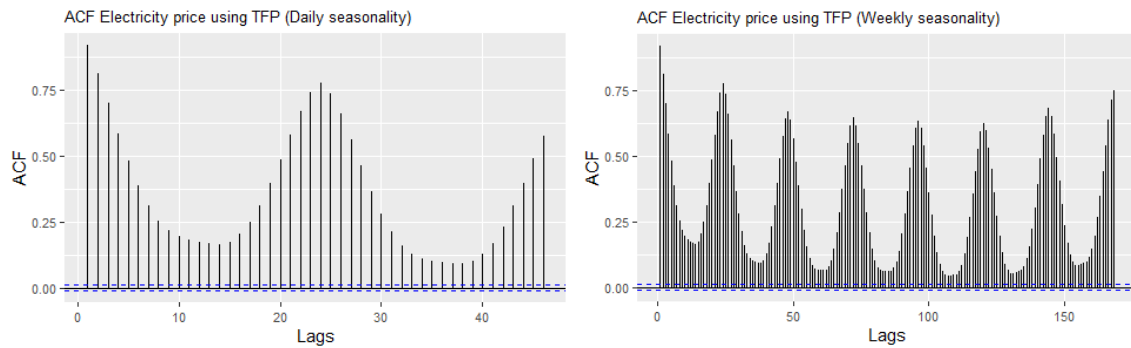 ACF Electricity price using TFP (Daily seasonality)
ACF
0.75
0.50
0.25
0.00
0 10 20 30 40
Lags
ACF Electricity price using TFP (Weekly seasonality)
ACF
0.75
0.50
0.25
0.00
0 50 100 150
Lags